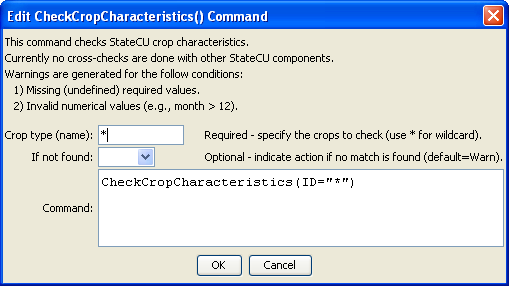 Edit CheckCropCharacteristics() Command
This command checks StateCU crop characteristics.
Currently no cross-checks are done with other StateCU components.
Warnings are generated for the follow conditions:
1) Missing (undefined) required values.
2) Invalid numerical values (e.g., month > 12).
Crop type (name): * Required - specify the crops to check (use * for wildcard).
If not found: Optional - indicate action if no match is found (default=Warn).
Command: CheckCropCharacteristics(ID="*")
OK Cancel